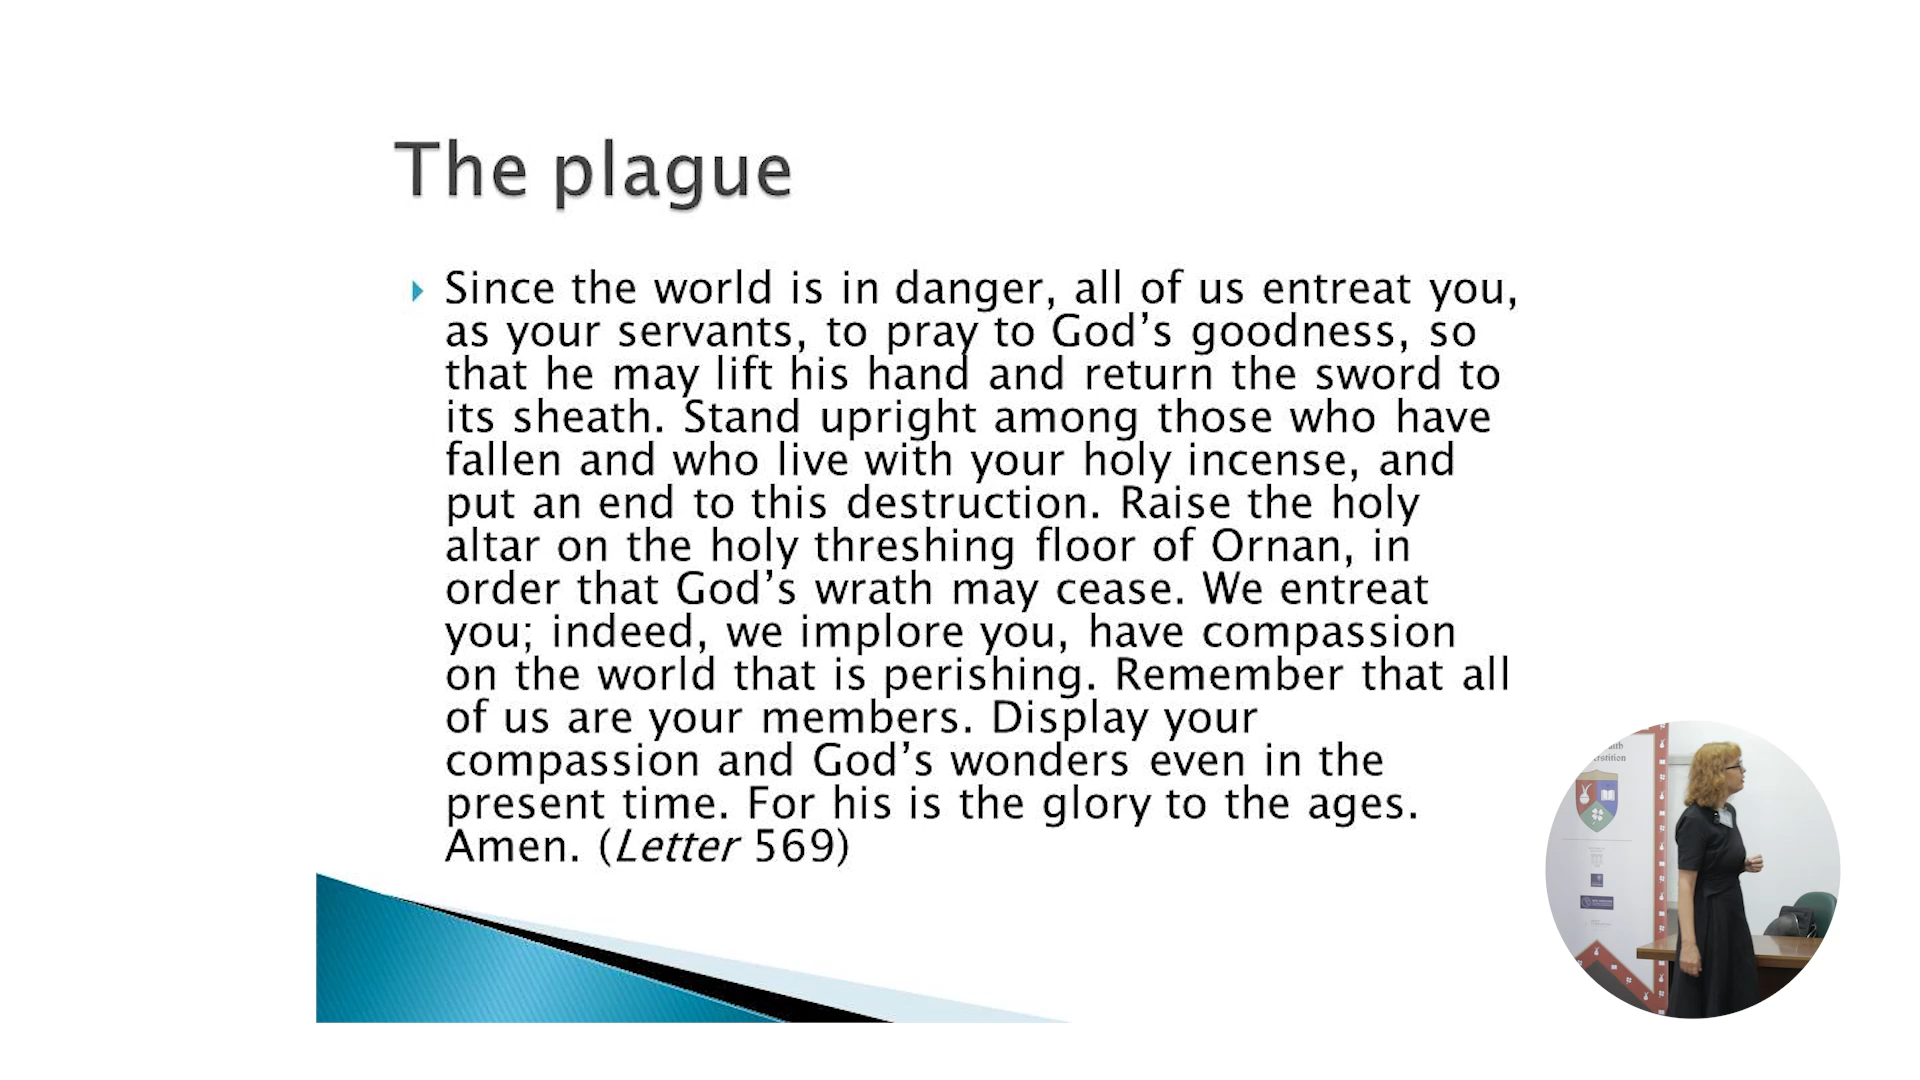 The plague
Since the world is in danger, all of us entreat you,
as your servants, to pray to God’s goodness, so
that he may lift his hand and return the sword to
its sheath. Stand upright among those who have
fallen and who live with your holy incense, and
put an end to this destruction. Raise the holy
altar on the holy threshing floor of Ornan, in
order that God’s wrath may cease. We entreat
you; indeed, we implore you, have compassion
on the world that is perishing. Remember that all
of us are your members. Display your
compassion and God’s wonders even in the
present time. For his is the glory to the ages.
Amen. (Letter 569)